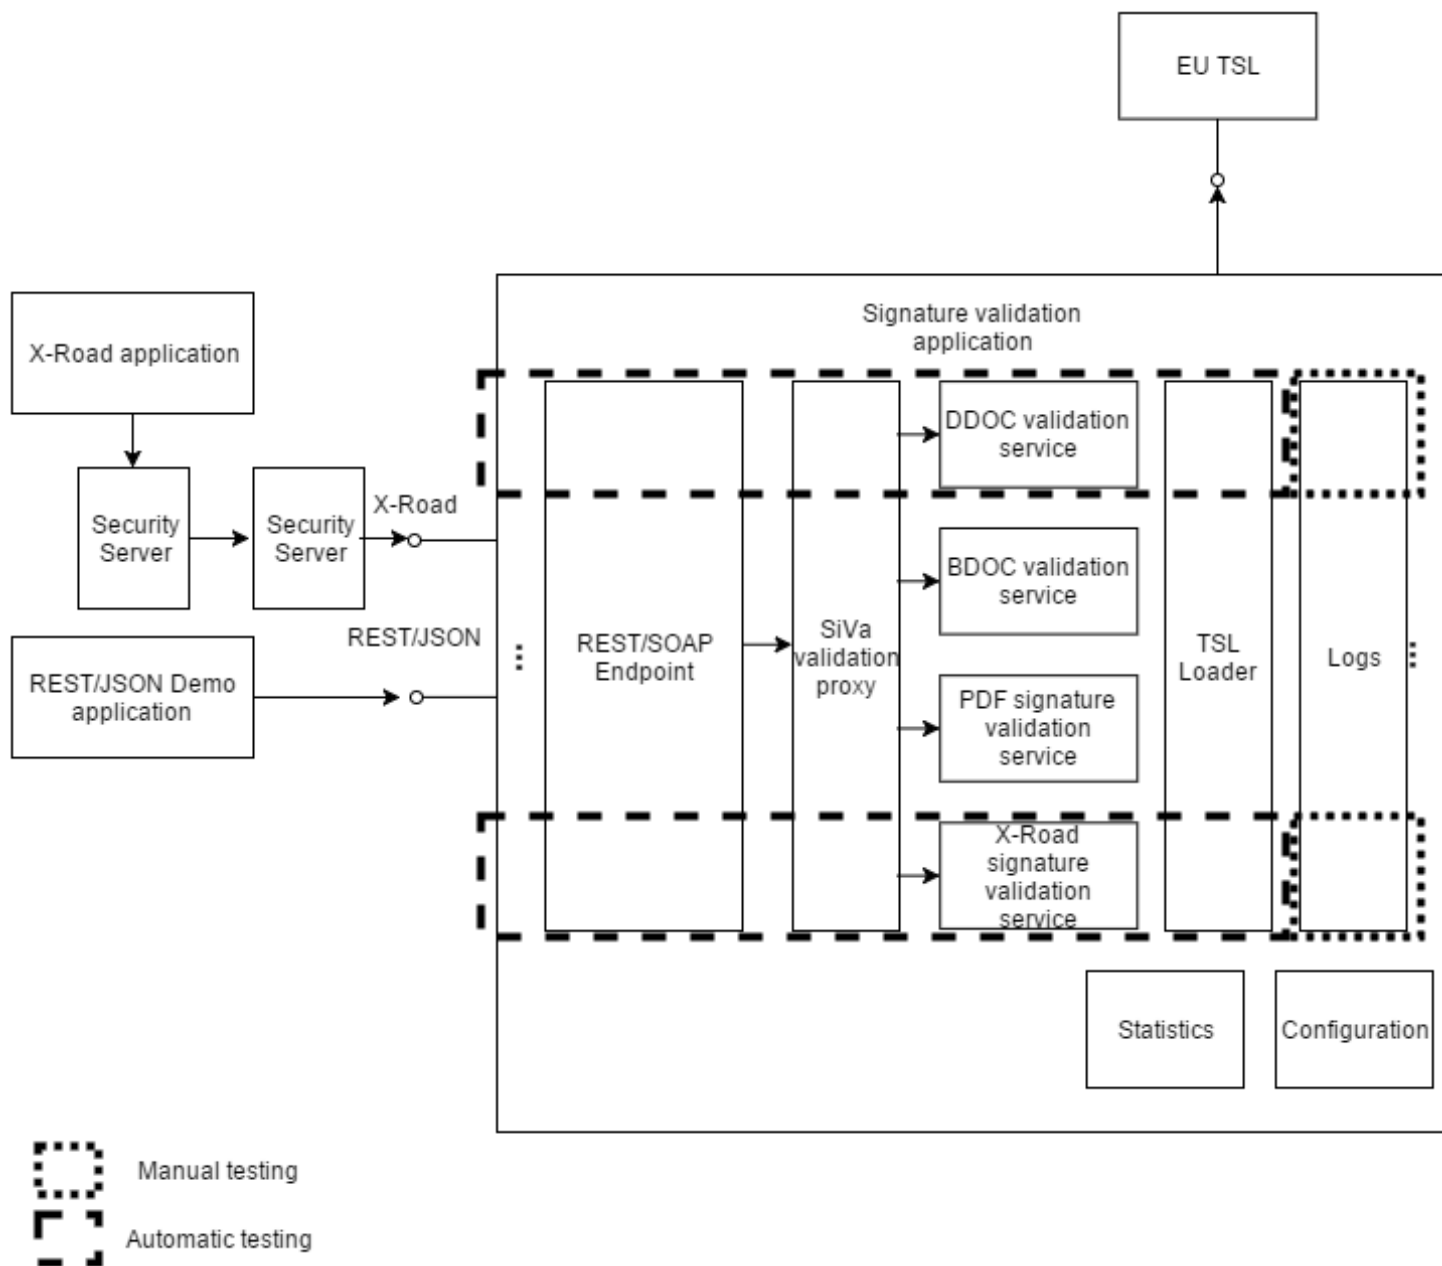 EU TSL
Signature validation
application
X-Road application
DDOC validation
service
Security
Server
Security
Server
X-Road
BDOC validation
service
REST/JSON
REST/SOAP
Endpoint
SiVa
validation
proxy
TSL
Loader
Logs
REST/JSON Demo
application
PDF signature
validation
service
X-Road
signature
validation
service
Statistics
Configuration
Manual testing
Automatic testing